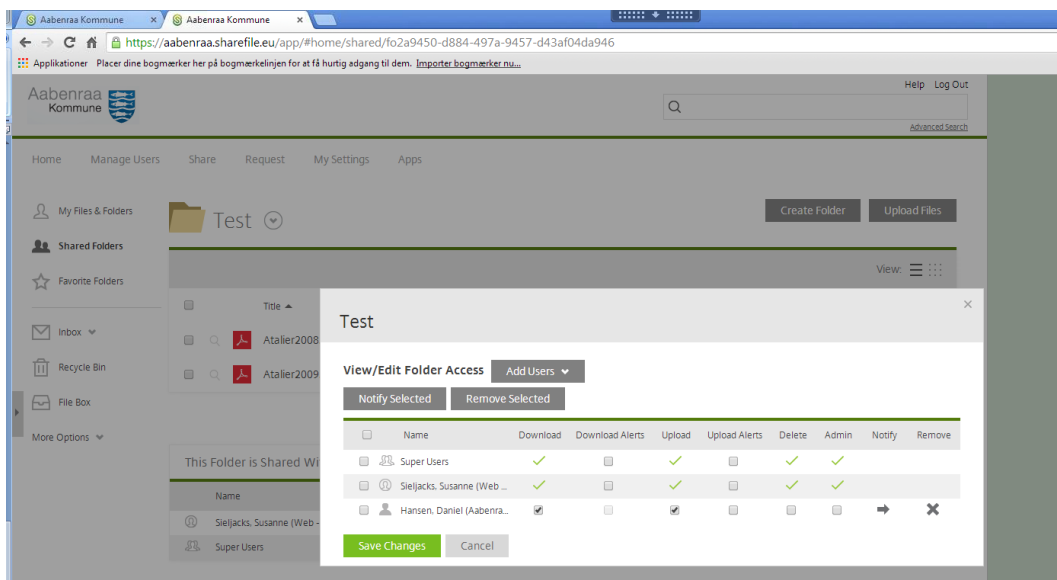 Aabenraa Kommune × Aabenraa Kommune ×
https://aabenraa.sharefile.eu/app/#home/shared/fo2a9450-d884-497a-9457-d43af04da946
Applikationer Placer dine bogmærker her på bogmærkelinjen for at få hurtig adgang til dem. Importer bogmærker nu...
Help Log Out
Aabenraa
Kommune
Advanced Search
Home Manage Users Share Request My Settings Apps
My Files & Folders
Shared Folders
Favorite Folders
Inbox
Recycle Bin
File Box
More Options
Test
Create Folder Upload Files
View:
Title
Atalier2008
Atalier2009
This Folder is Shared Wi
Name
Sieljacks, Susanne (Web -
Super Users
Test
×
View/Edit Folder Access Add Users
Notify Selected Remove Selected
Name Download Download Alerts Upload Upload Alerts Delete Admin Notify Remove
Super Users
Sieljacks, Susanne (Web ...
Hansen, Daniel (Aabenra...
Save Changes Cancel